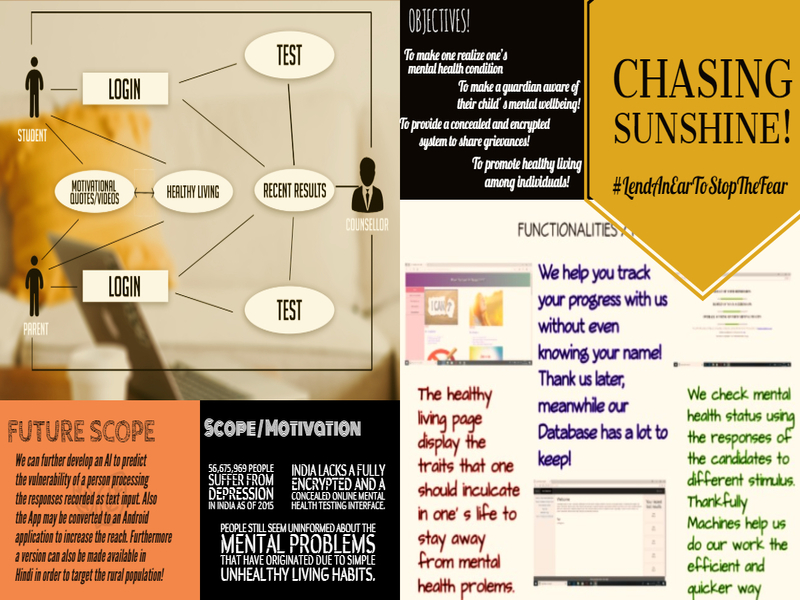 STUDENT
LOGIN
TEST
MOTIVATIONAL
QUOTES/VIDEOS
HEALTHY LIVING
RECENT RESULTS
COUNSELLOR
PARENT
LOGIN
TEST
OBJECTIVES!
To make one realize one's
mental health condition
To make a guardian aware of
their child's mental wellbeing!
To provide a concealed and encrypted
system to share grievances!
To promote healthy living
among individuals!
CHASING
SUNSHINE!
#LendAnEarToStopTheFear
FUNCTIONALITIES
I CAN
We help you track
your progress with us
without even
knowing your name!
Thank us later,
meanwhile our
Database has a lot to
keep!
The healthy
living page
display the
traits that one
should inculcate
in one's life to
stay away
from mental
health prolems.
We check mental
health status using
the responses of
the candidates to
different stimulus.
Thankfully
Machines help us
do our work the
efficient and
quicker way
FUTURE SCOPE
We can further develop an AI to predict
the vulnerability of a person processing
the responses recorded as text input. Also
the App may be converted to an Android
application to increase the reach. Furthermore
a version can also be made available in
Hindi in order to target the rural population!
SCOPE/MOTIVATION
56,675,969 PEOPLE
SUFFER FROM
DEPRESSION
IN INDIA AS OF 2015
INDIA LACKS A FULLY
ENCRYPTED AND A
CONCEALED ONLINE MENTAL
HEALTH TESTING INTERFACE.
PEOPLE STILL SEEM UNINFORMED ABOUT THE
MENTAL PROBLEMS
THAT HAVE ORIGINATED DUE TO SIMPLE
UNHEALTHY LIVING HABITS.